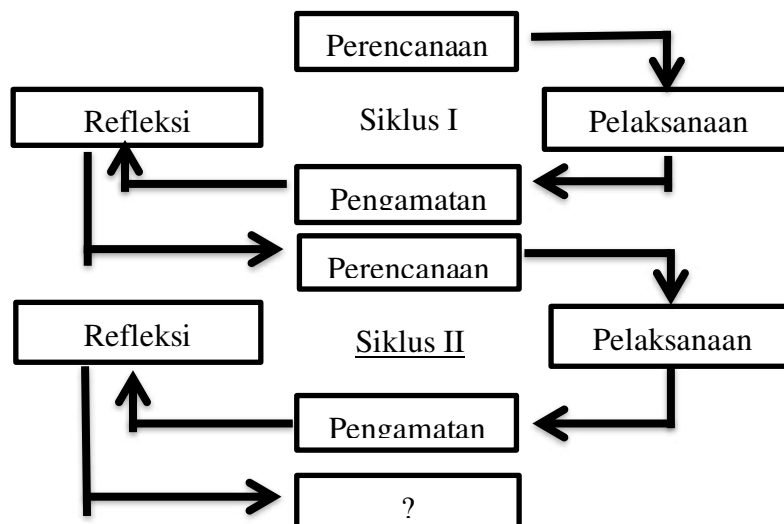 Perencanaan
Refleksi
Siklus I
Pelaksanaan
Pengamatan
Perencanaan
Refleksi
Siklus II
Pelaksanaan
Pengamatan
?